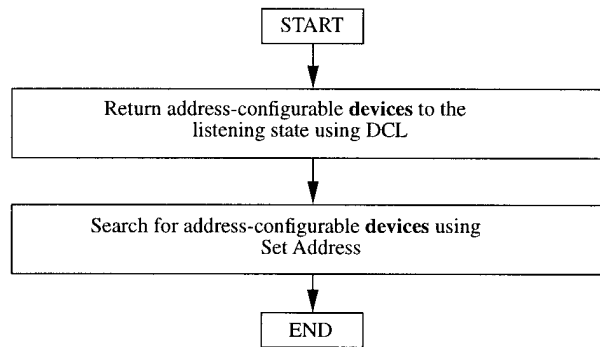 START
Return address-configurable devices to the
listening state using DCL
Search for address-configurable devices using
Set Address
END